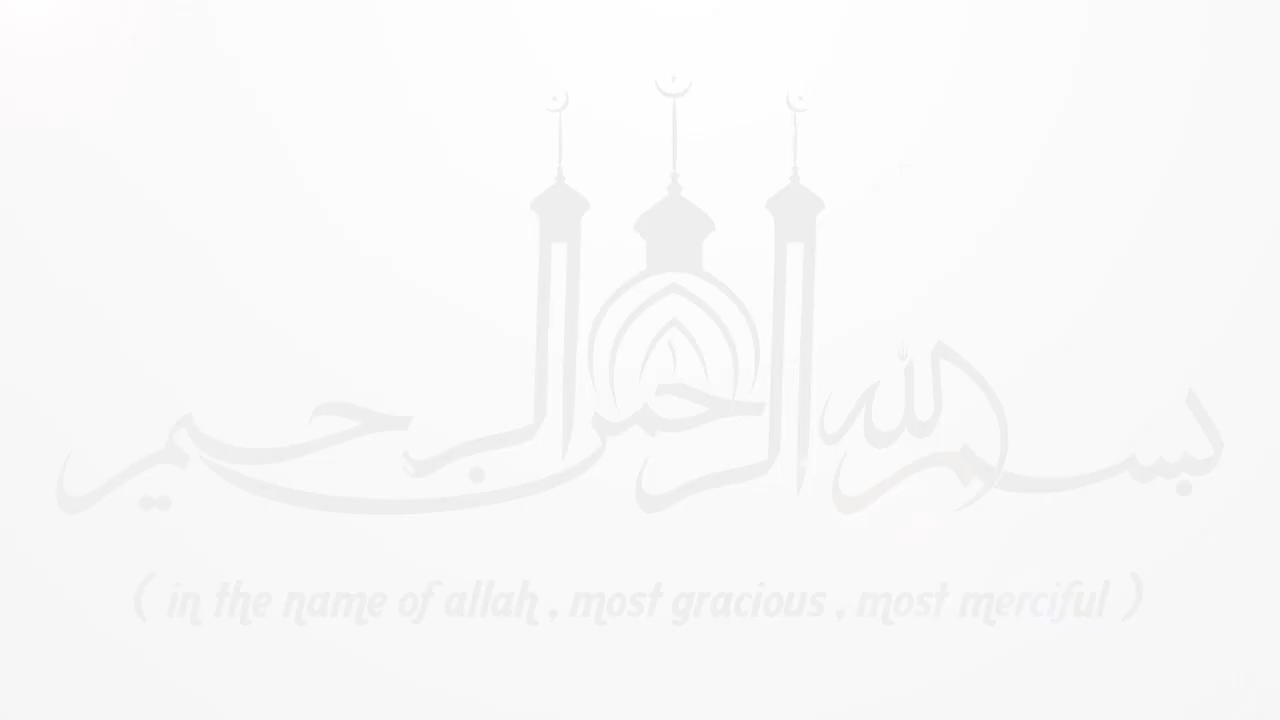 بسم الله الرحمن الرحيم
( in the name of allah , most gracious , most merciful )